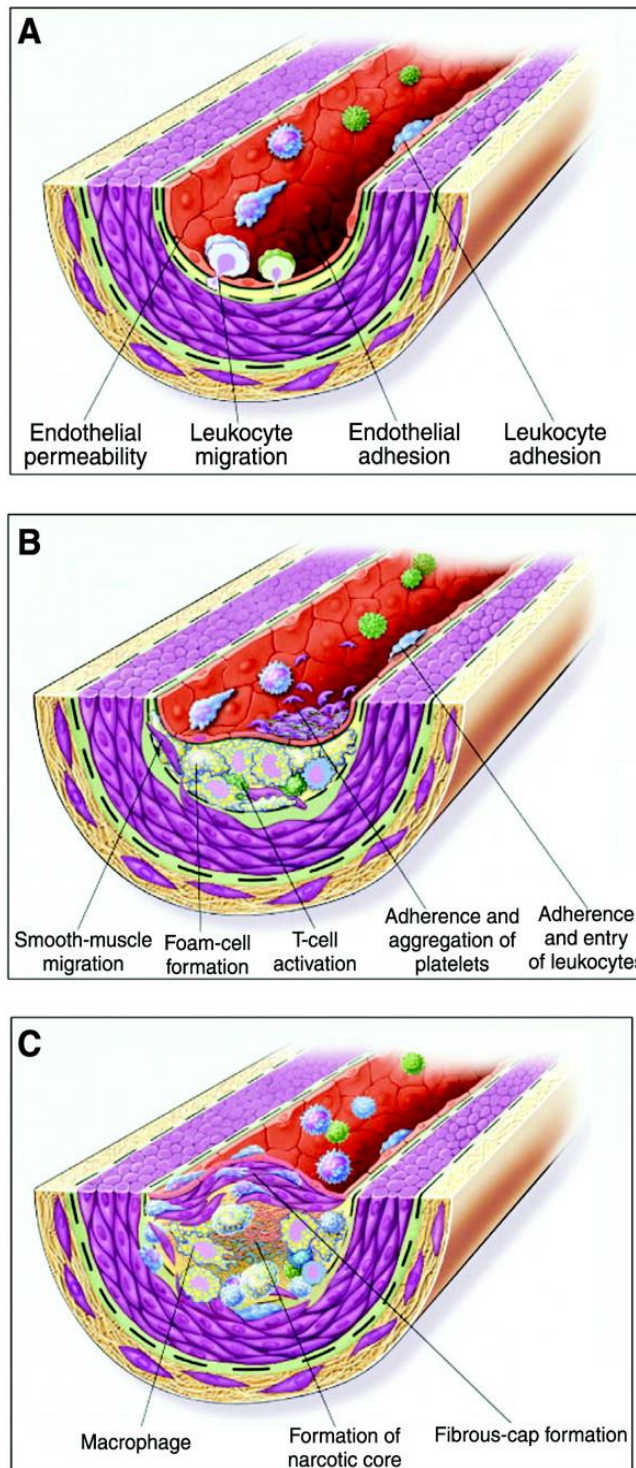 A
Endothelial permeability
Leukocyte migration
Endothelial adhesion
Leukocyte adhesion
B
Smooth-muscle migration
Foam-cell formation
T-cell activation
Adherence and aggregation of platelets
Adherence and entry of leukocytes
C
Macrophage
Formation of narcotic core
Fibrous-cap formation